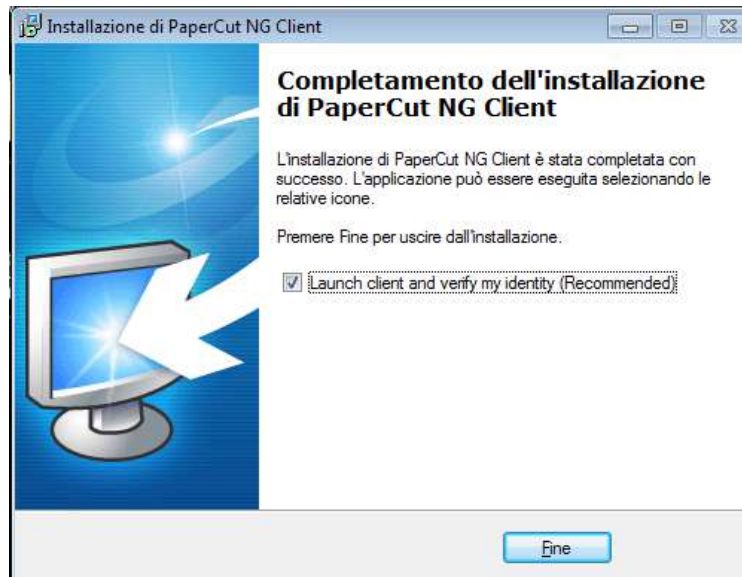 Installazione di PaperCut NG Client
Completamento dell'installazione
di PaperCut NG Client
L'installazione di PaperCut NG Client è stata completata con
successo. L'applicazione può essere eseguita selezionando le
relative icone.
Premere Fine per uscire dall'installazione.
Launch client and verify my identity (Recommended)
Fine